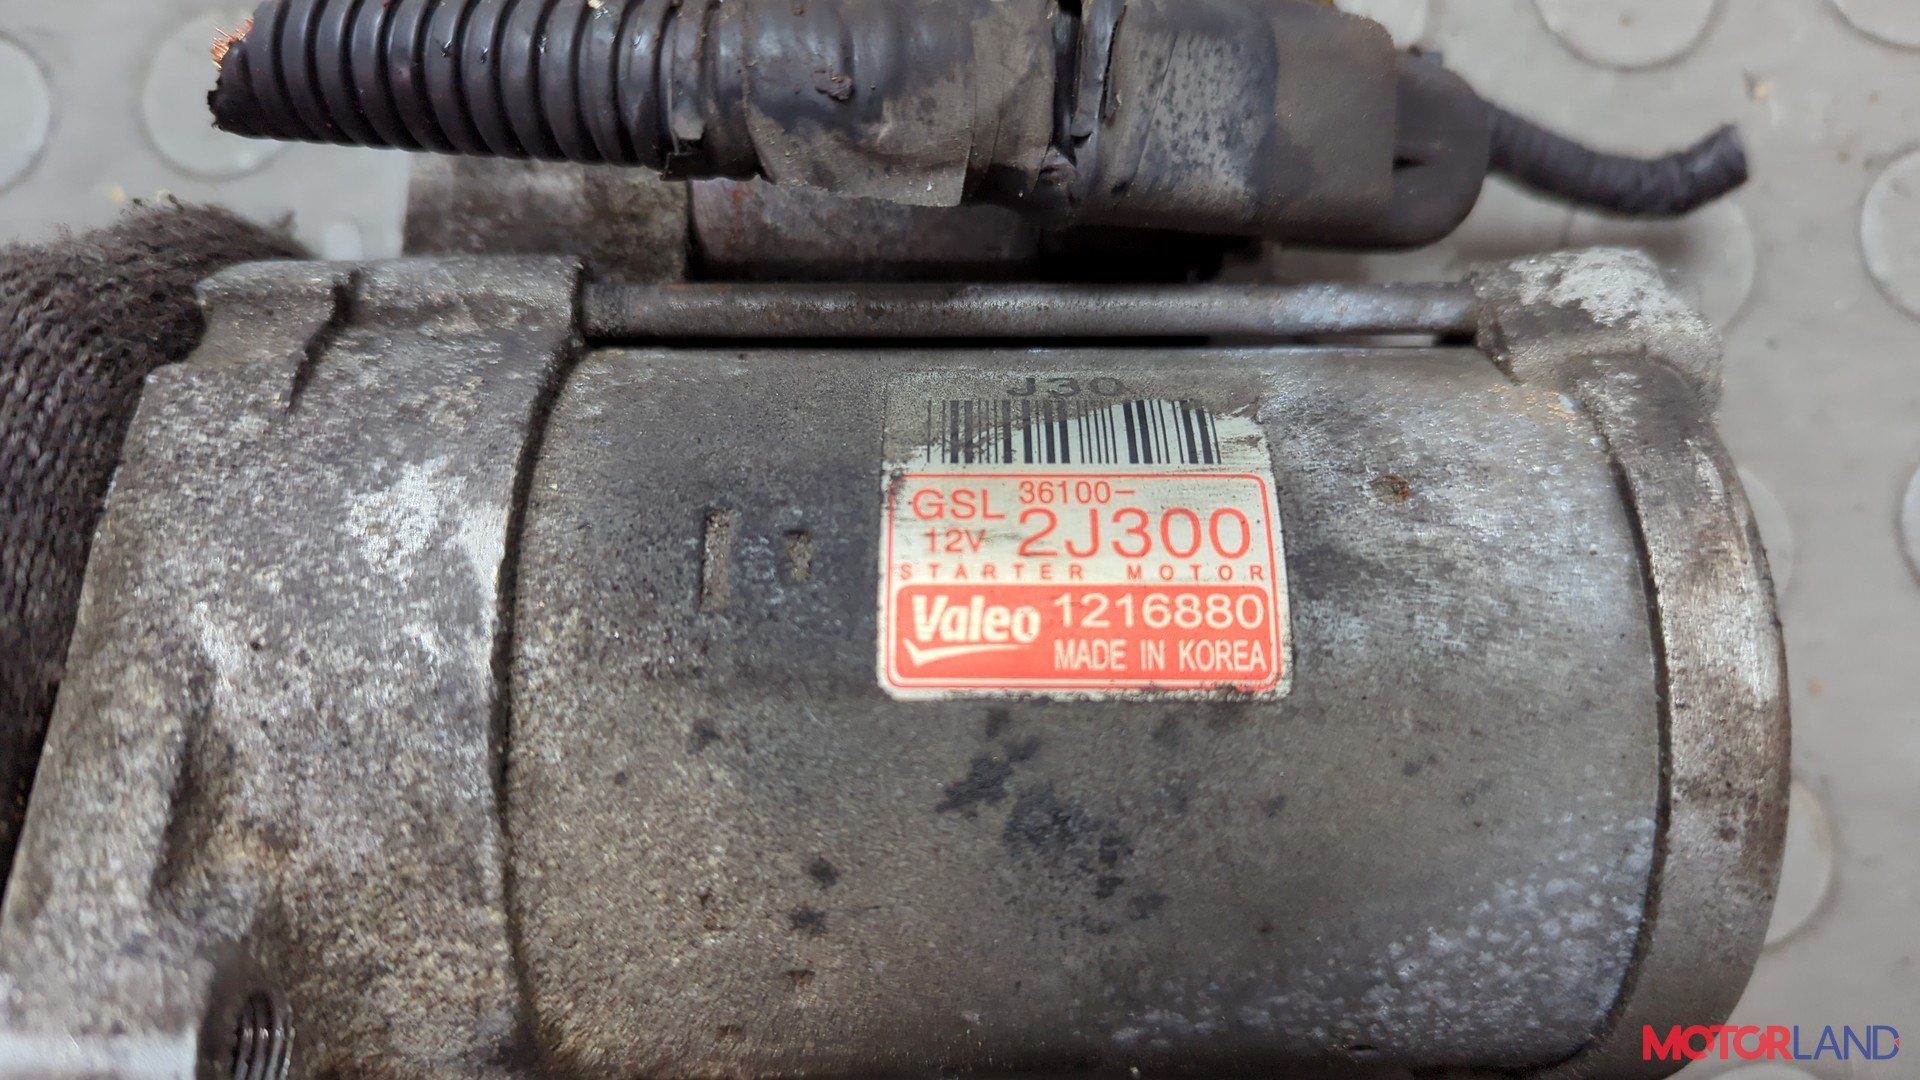 J30
GSL 36100-
12V 2J300
STARTER MOTOR
Valeo 1216880
MADE IN KOREA
MOTORLAND